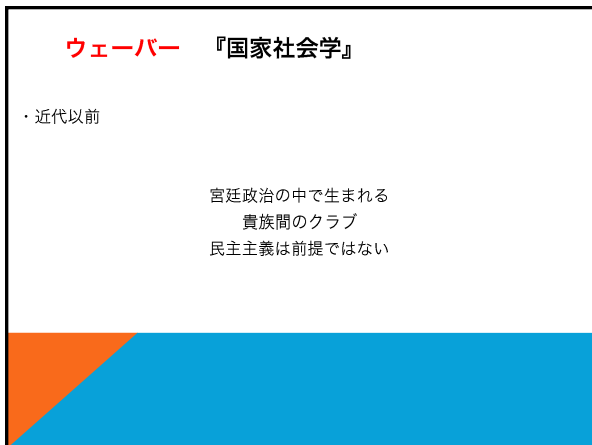 ウェーバー　『国家社会学』
・近代以前
宮廷政治の中で生まれる
貴族間のクラブ
民主主義は前提ではない